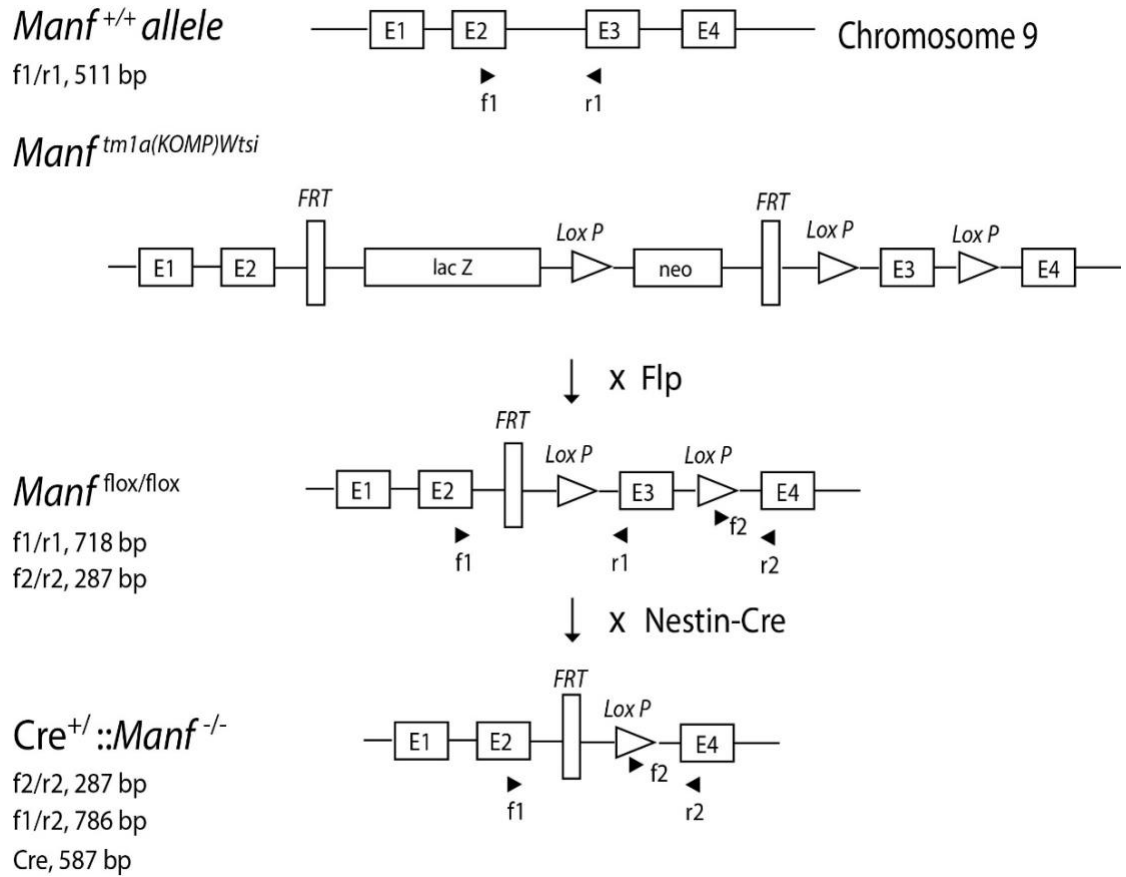 Manf +/+ allele
f1/r1, 511 bp
E1 E2 E3 E4
Chromosome 9
f1 r1
Manf tm1a(KOMP)Wtsi
FRT Lox P FRT Lox P Lox P
E1 E2 lac Z neo E3 E4
x Flp
FRT Lox P Lox P
Manf flox/flox
E1 E2 E3 E4
f1/r1, 718 bp
f2/r2, 287 bp
f1 r1 f2 r2
x Nestin-Cre
FRT Lox P
Cre+/ ::Manf -/-
E1 E2 E4
f2/r2, 287 bp
f1/r2, 786 bp
Cre, 587 bp
f1 f2 r2